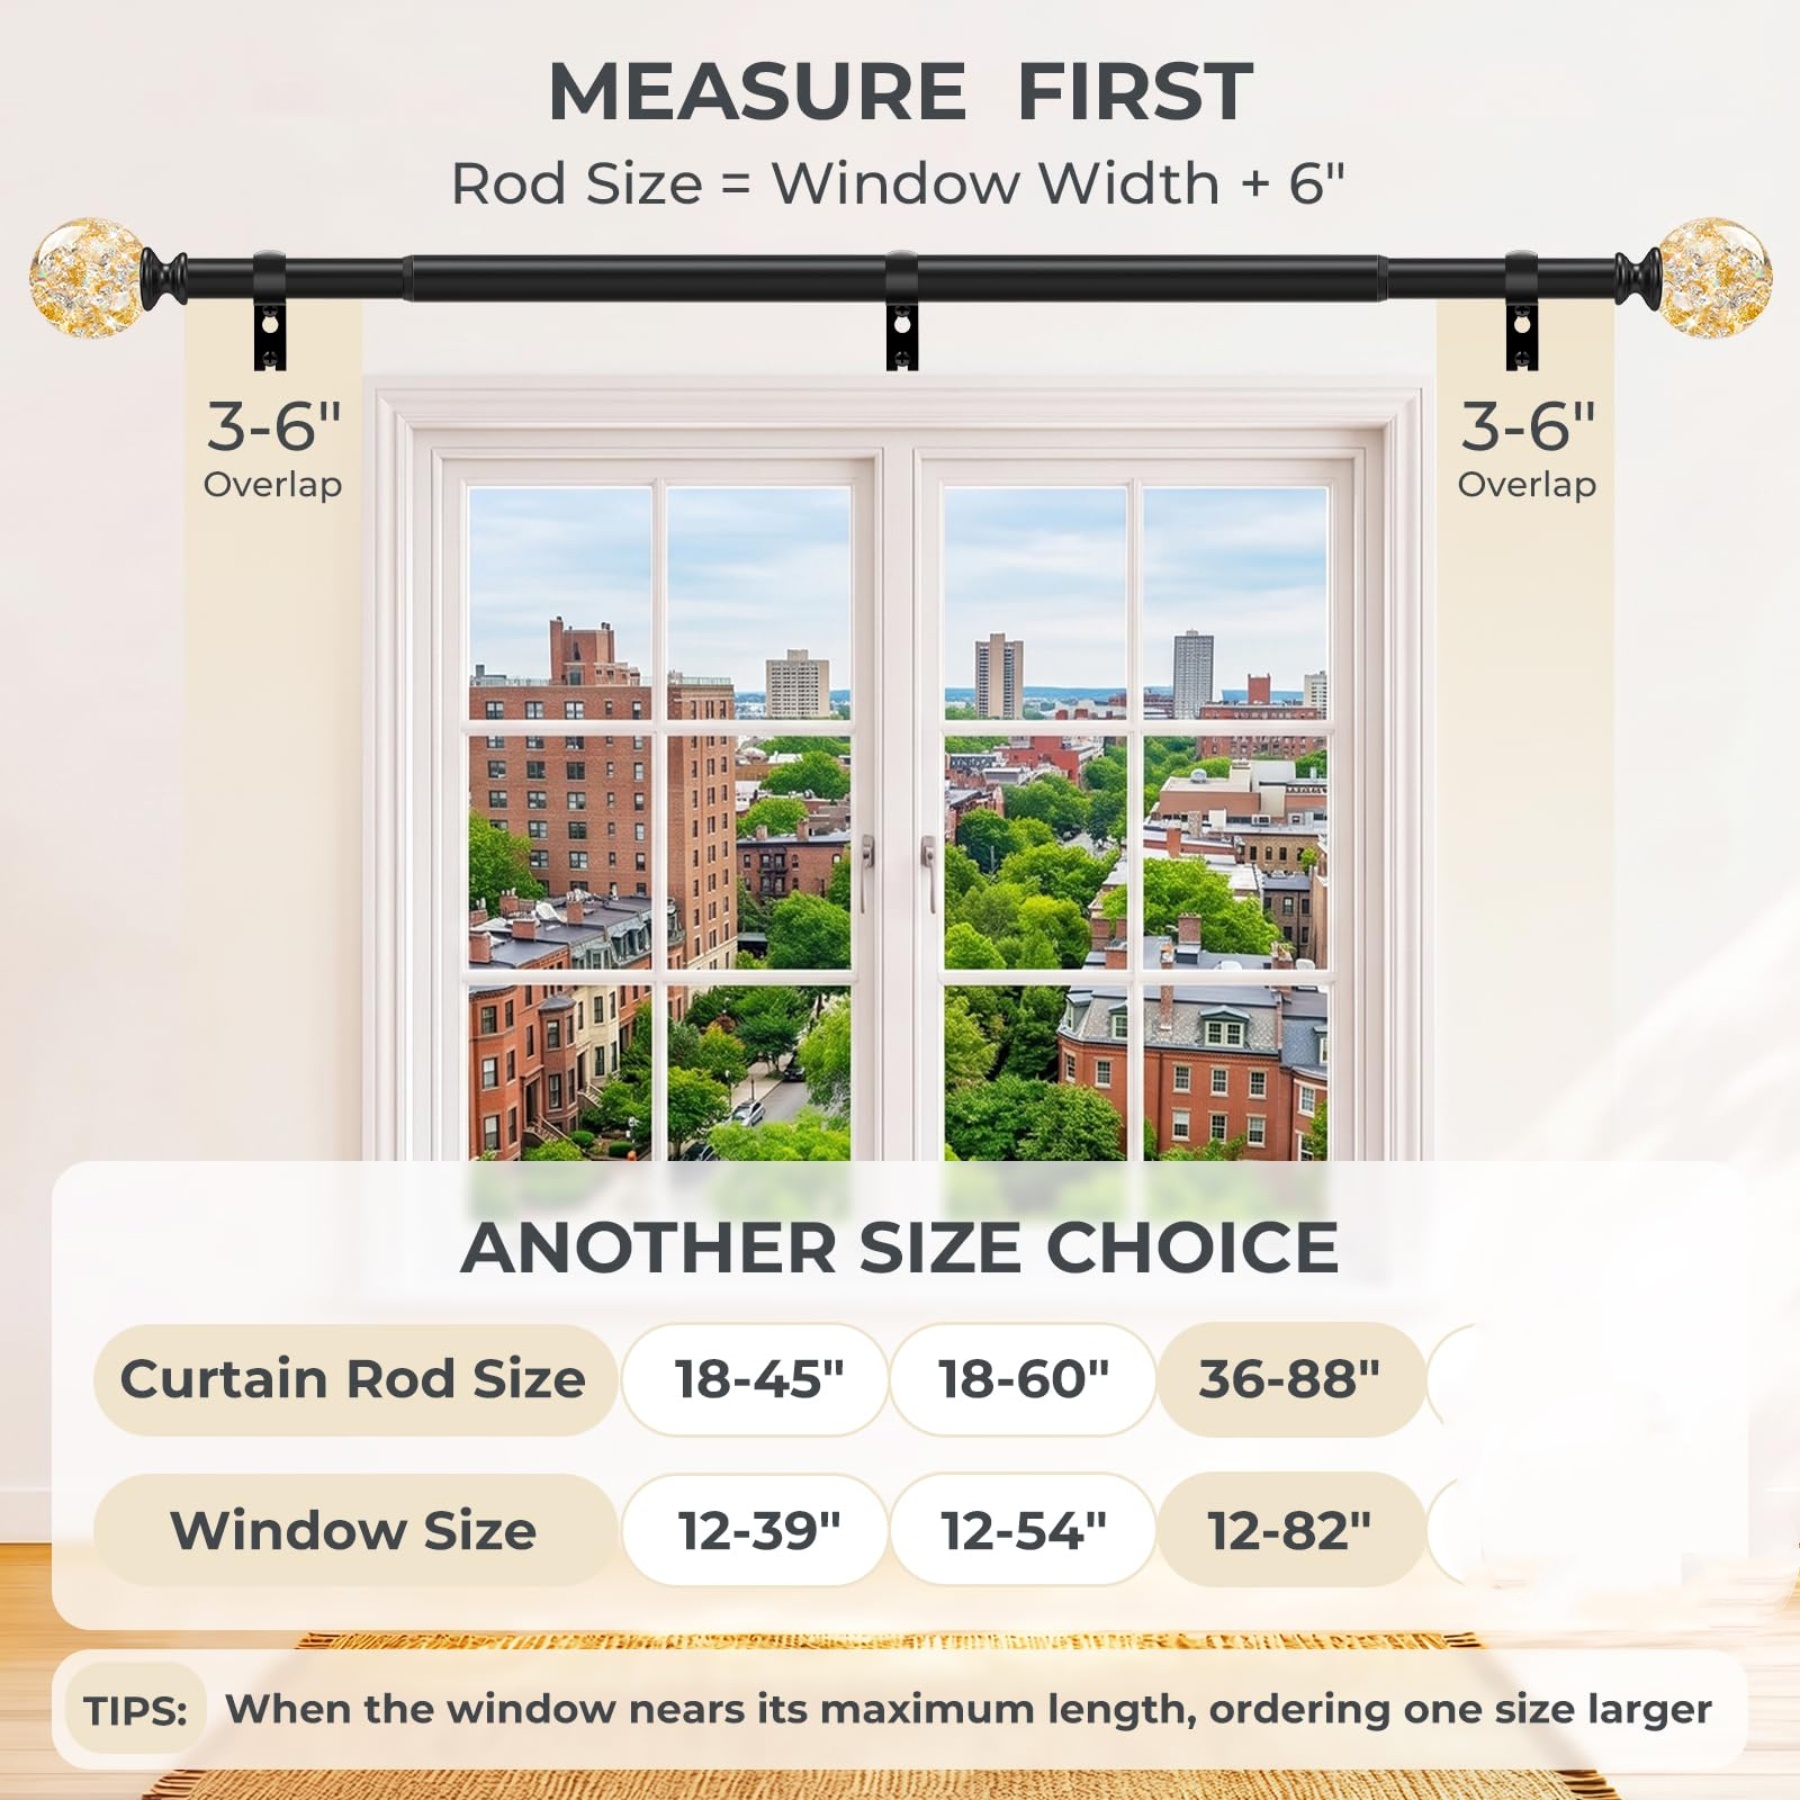 MEASURE FIRST
Rod Size = Window Width + 6"
3-6"
Overlap
3-6"
Overlap
ANOTHER SIZE CHOICE
Curtain Rod Size 18-45" 18-60" 36-88"
Window Size 12-39" 12-54" 12-82"
TIPS: When the window nears its maximum length, ordering one size larger